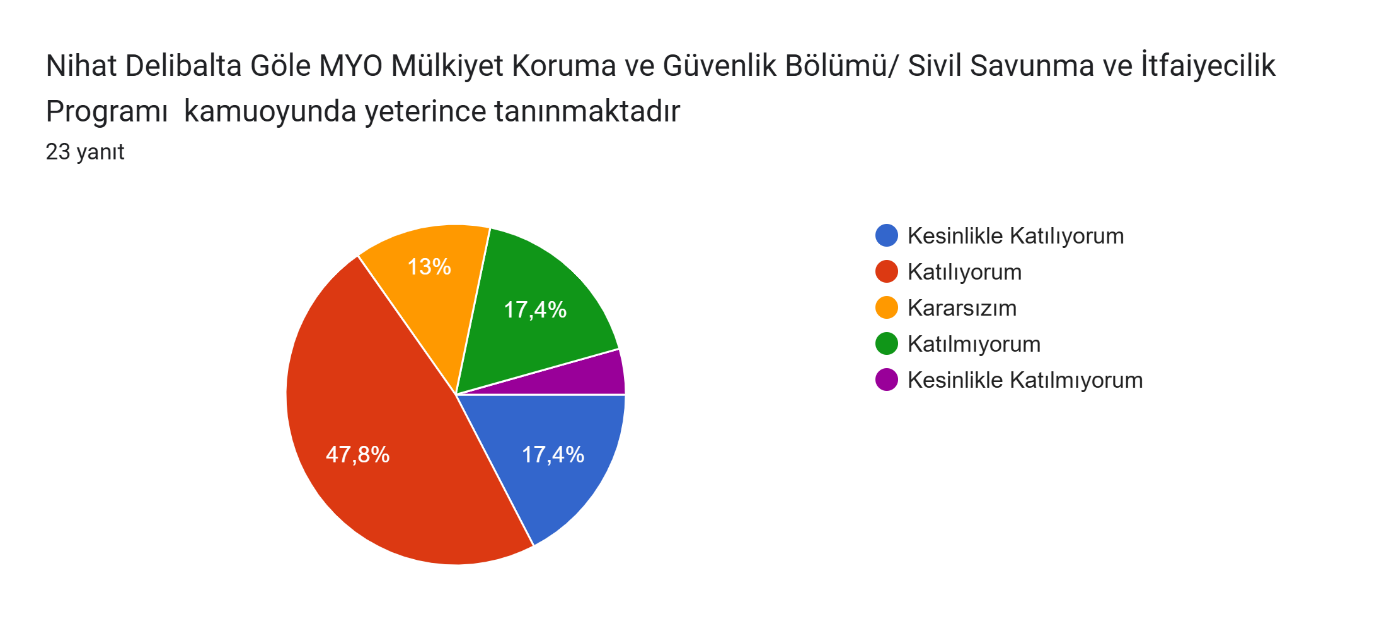 Nihat Delibalta Göle MYO Mülkiyet Koruma ve Güvenlik Bölümü/ Sivil Savunma ve İtfaiyecilik
Programı  kamuoyunda yeterince tanınmaktadır
23 yanıt
Kesinlikle Katılıyorum
Katılıyorum
Kararsızım
Katılmıyorum
Kesinlikle Katılmıyorum
13%
17,4%
47,8%
17,4%